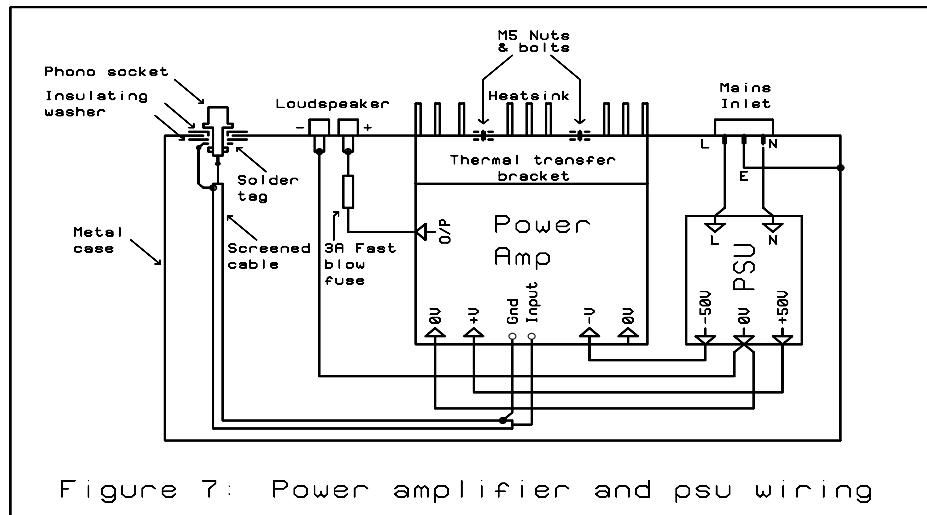 M5 Nuts
& bolts
Phono socket
Insulating
washer
Loudspeaker
- +
Heatsink
Mains
Inlet
L N
E
Thermal transfer
bracket
Solder
tag
Metal
case
Screened
cable
3A Fast
blow
fuse
O/P
Power
Amp
L N
PSU
0V +V Gnd Input -V 0V
-50V 0V +50V
Figure 7: Power amplifier and psu wiring